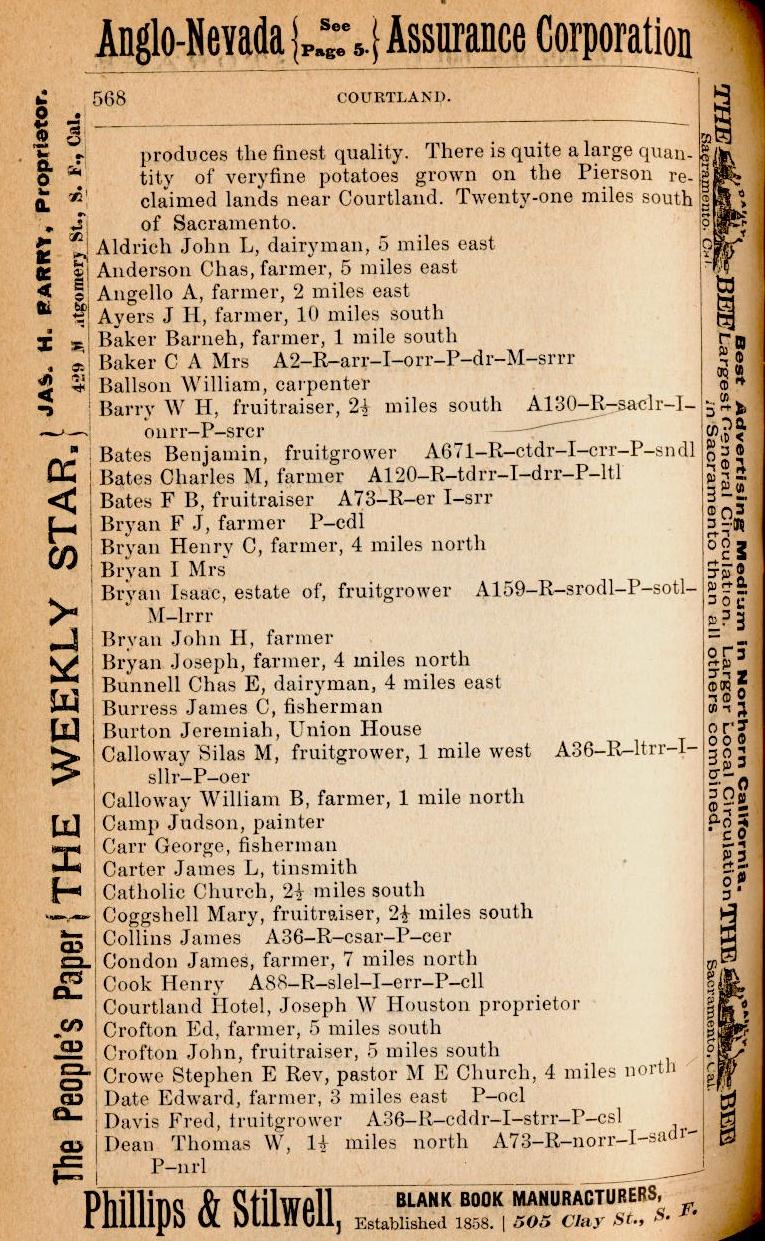 Anglo-Nevada { See Page 5. } Assurance Corporation
568 COURTLAND.
produces the finest quality. There is quite a large quan-
tity of veryfine potatoes grown on the Pierson re-
claimed lands near Courtland. Twenty-one miles south
of Sacramento.
Aldrich John L, dairyman, 5 miles east
Anderson Chas, farmer, 5 miles east
Angello A, farmer, 2 miles east
Ayers J H, farmer, 10 miles south
Baker Barneh, farmer, 1 mile south
Baker C A Mrs A2–R–arr–I–orr–P–dr–M–srrr
Ballson William, carpenter
Barry W H, fruitraiser, 2½ miles south A130–R–saclr–I–
onrr–P–srcr
Bates Benjamin, fruitgrower A671–R–ctdr–I–crr–P–sndl
Bates Charles M, farmer A120–R–tdrr–I–drr–P–ltl
Bates F B, fruitraiser A73–R–er I–srr
Bryan F J, farmer P–cdl
Bryan Henry C, farmer, 4 miles north
Bryan I Mrs
Bryan Isaac, estate of, fruitgrower A159–R–srodl–P–sotl–
M–lrrr
Bryan John H, farmer
Bryan Joseph, farmer, 4 miles north
Bunnell Chas E, dairyman, 4 miles east
Burress James C, fisherman
Burton Jeremiah, Union House
Calloway Silas M, fruitgrower, 1 mile west A36–R–ltrr–I–
sllr–P–oer
Calloway William B, farmer, 1 mile north
Camp Judson, painter
Carr George, fisherman
Carter James L, tinsmith
Catholic Church, 2½ miles south
Coggshell Mary, fruitraiser, 2½ miles south
Collins James A36–R–csar–P–cer
Condon James, farmer, 7 miles north
Cook Henry A88–R–slel–I–err–P–cll
Courtland Hotel, Joseph W Houston proprietor
Crofton Ed, farmer, 5 miles south
Crofton John, fruitraiser, 5 miles south
Crowe Stephen E Rev, pastor M E Church, 4 miles north
Date Edward, farmer, 3 miles east P–ocl
Davis Fred, fruitgrower A36–R–cddr–I–strr–P–csl
Dean Thomas W, 1½ miles north A73–R–norr–I–sadr–
P–nrl
Phillips & Stilwell, BLANK BOOK MANURACTURERS,
Established 1858. | 505 Clay St., S. F.
The People's Paper { THE WEEKLY STAR. } JAS. H. BARRY, Proprietor.
429 M tgomery St., S. F., Cal.
THE DAILY BEE Best Advertising Medium in Northern California. THE DAILY BEE
Sacramento, Cal. Largest General Circulation. Larger Local Circulation
in Sacramento than all others combined. Sacramento, Cal.